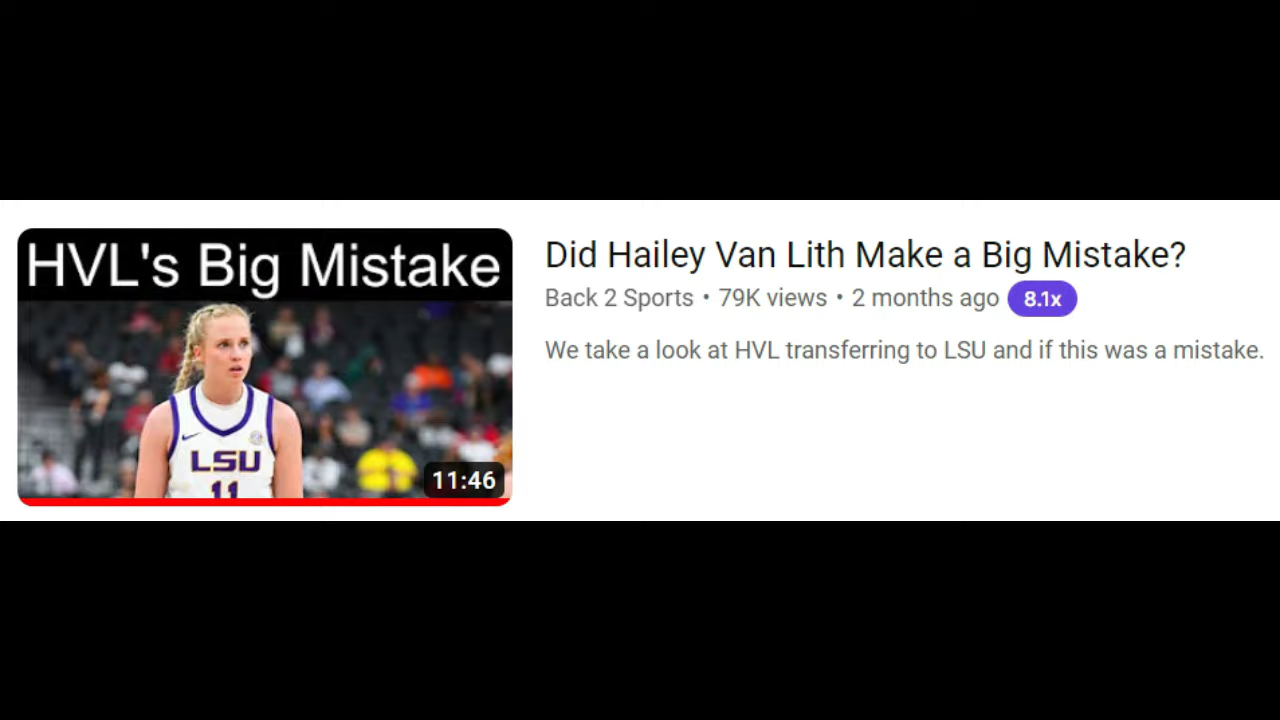 HVL's Big Mistake
LSU
11
11:46
Did Hailey Van Lith Make a Big Mistake?
Back 2 Sports • 79K views • 2 months ago 8.1x
We take a look at HVL transferring to LSU and if this was a mistake.